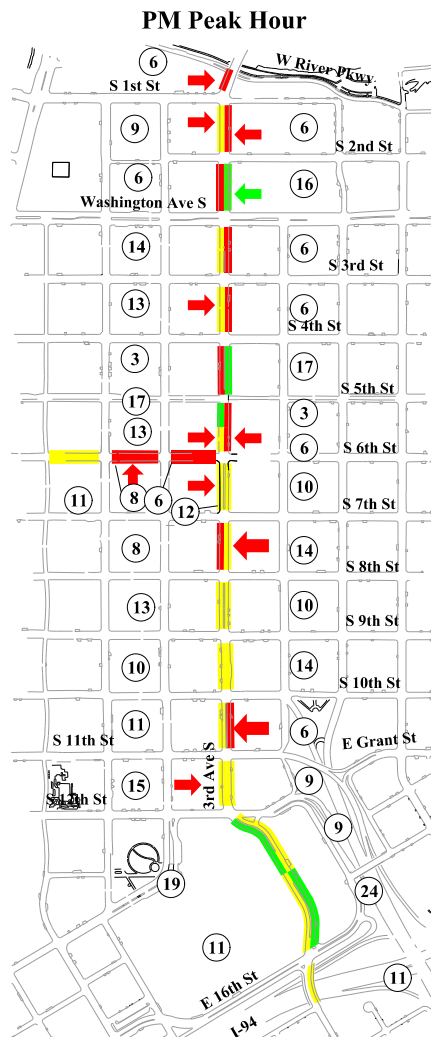 PM Peak Hour
6
W River Pkwy
S 1st St
9
6
S 2nd St
6
16
Washington Ave S
14
6
S 3rd St
13
6
S 4th St
3
17
S 5th St
17
3
13
6
S 6th St
11
8
6
12
10
S 7th St
8
14
S 8th St
13
10
S 9th St
10
14
S 10th St
11
6
S 11th St
E Grant St
3rd Ave S
15
9
S 12th St
9
19
24
11
11
E 16th St
I-94